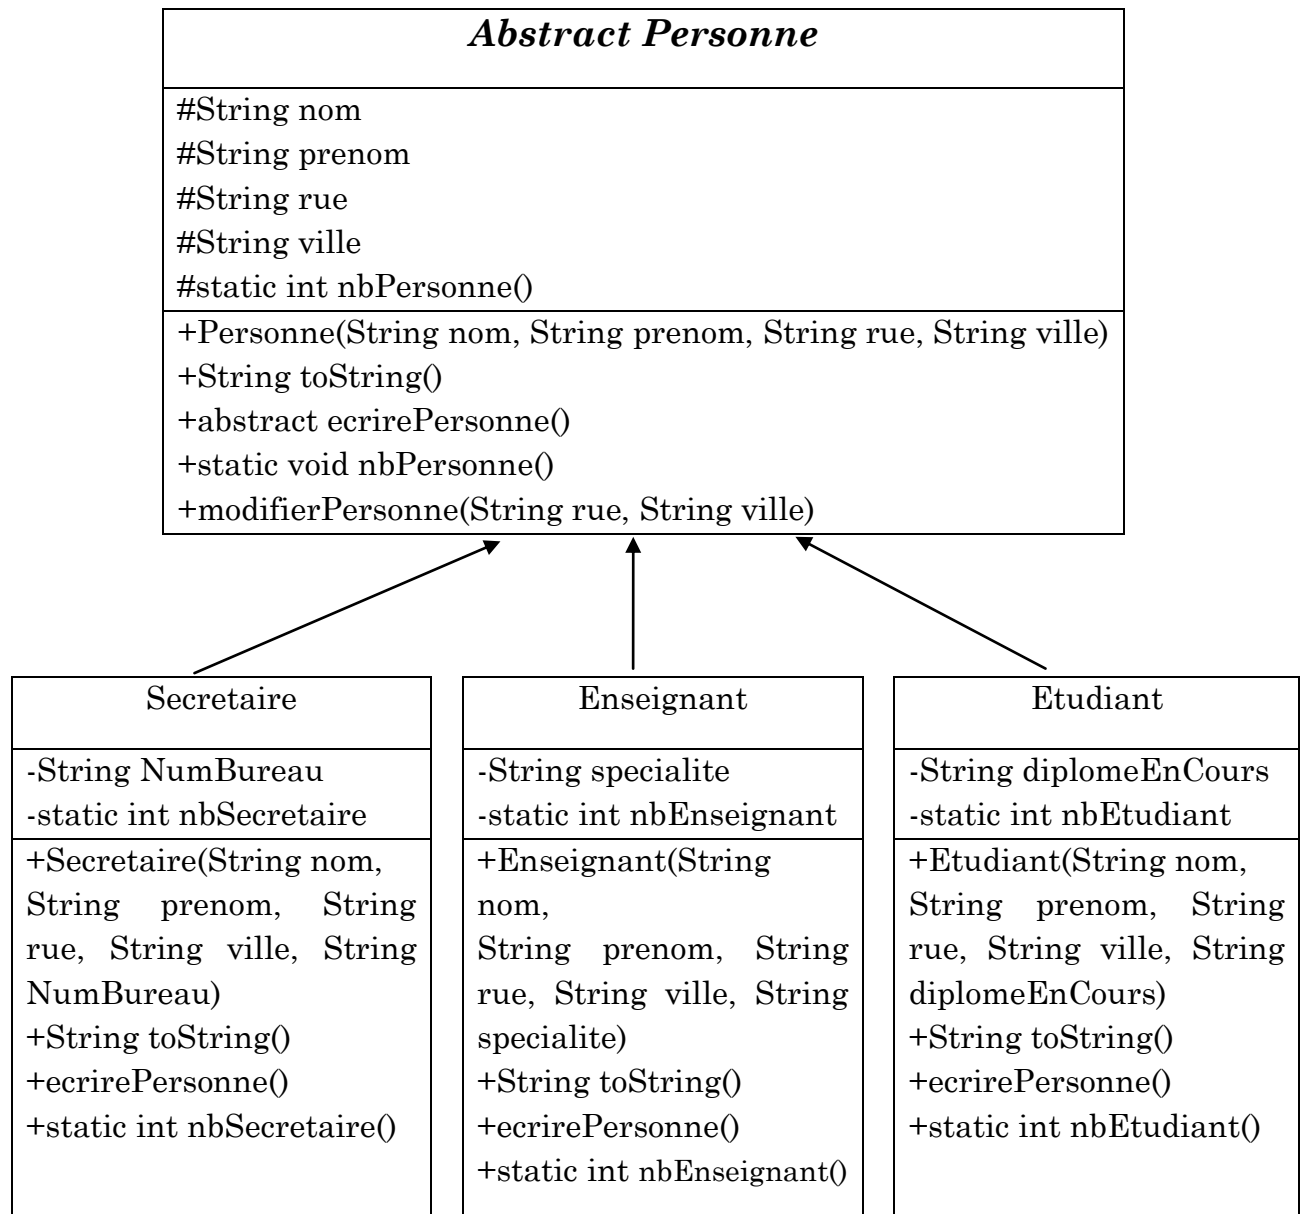 Abstract Personne
#String nom
#String prenom
#String rue
#String ville
#static int nbPersonne()
+Personne(String nom, String prenom, String rue, String ville)
+String toString()
+abstract ecrirePersonne()
+static void nbPersonne()
+modifierPersonne(String rue, String ville)
Secretaire
-String NumBureau
-static int nbSecretaire
+Secretaire(String nom,
String prenom, String
rue, String ville, String
NumBureau)
+String toString()
+ecrirePersonne()
+static int nbSecretaire()
Enseignant
-String specialite
-static int nbEnseignant
+Enseignant(String
nom,
String prenom, String
rue, String ville, String
specialite)
+String toString()
+ecrirePersonne()
+static int nbEnseignant()
Etudiant
-String diplomeEnCours
-static int nbEtudiant
+Etudiant(String nom,
String prenom, String
rue, String ville, String
diplomeEnCours)
+String toString()
+ecrirePersonne()
+static int nbEtudiant()